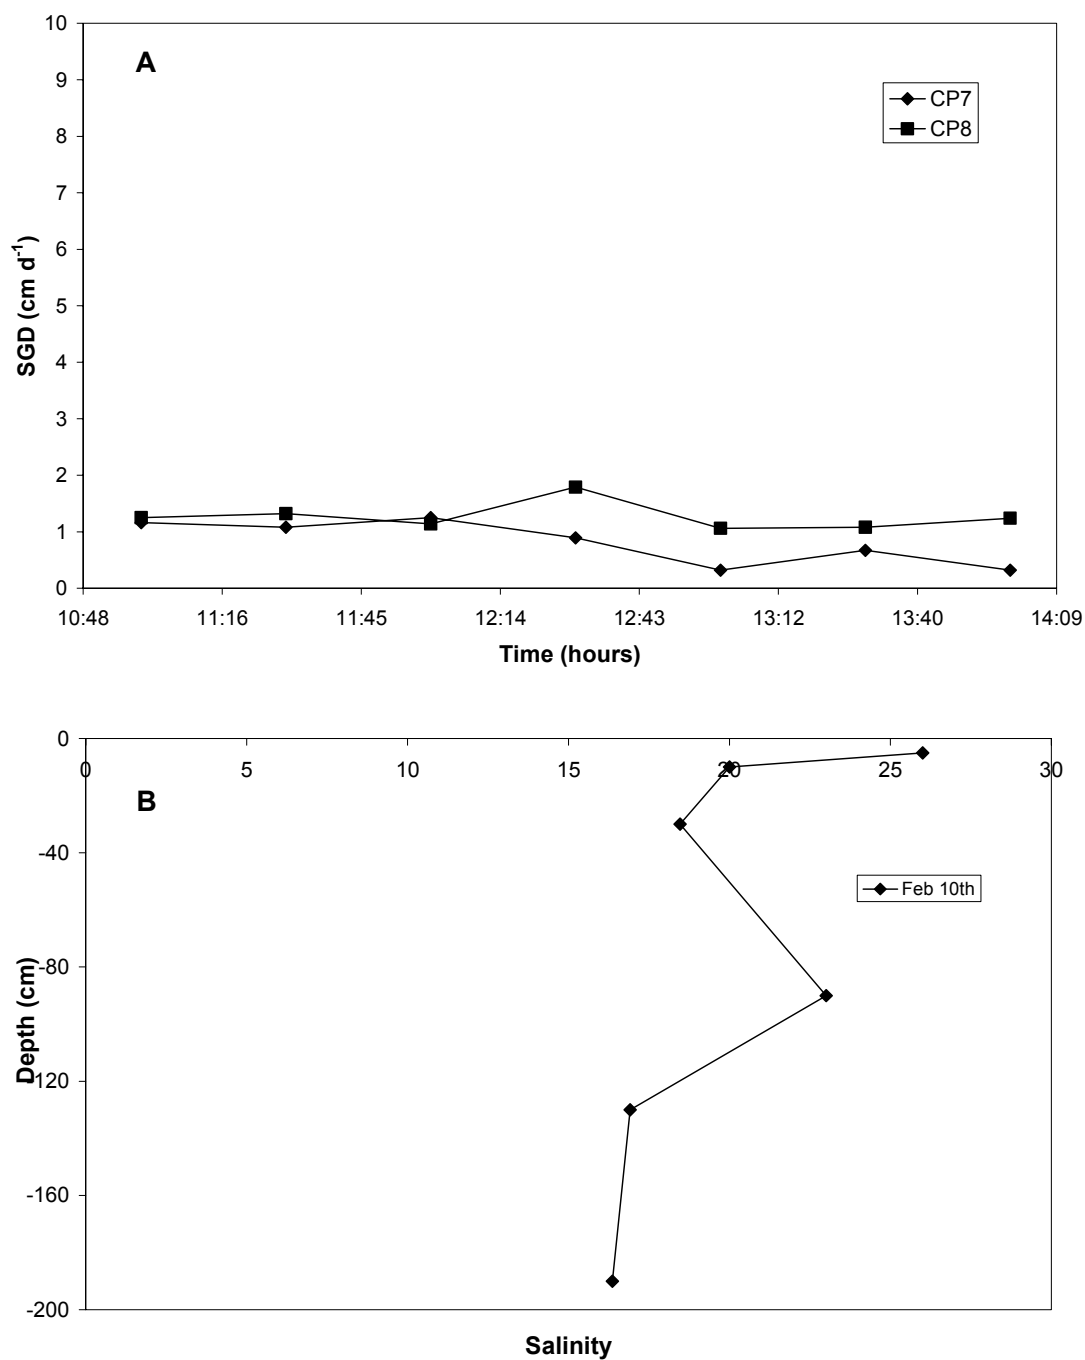 10
A
9
CP7
8
CP8
7
6
5
4
3
2
1
0
SGD (cm d-1)
10:48 11:16 11:45 12:14 12:43 13:12 13:40 14:09
Time (hours)
0
0 5 10 15 20 25 30
B
-40
Feb 10th
-80
Depth (cm)
-120
-160
-200
Salinity